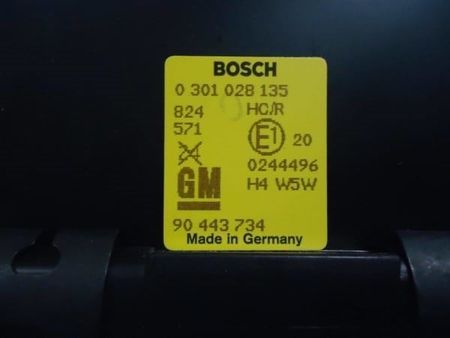 BOSCH
0 301 028 135
824 HC/R
571 E1 20
24 0244496
GM H4 W5W
90 443 734
Made in Germany